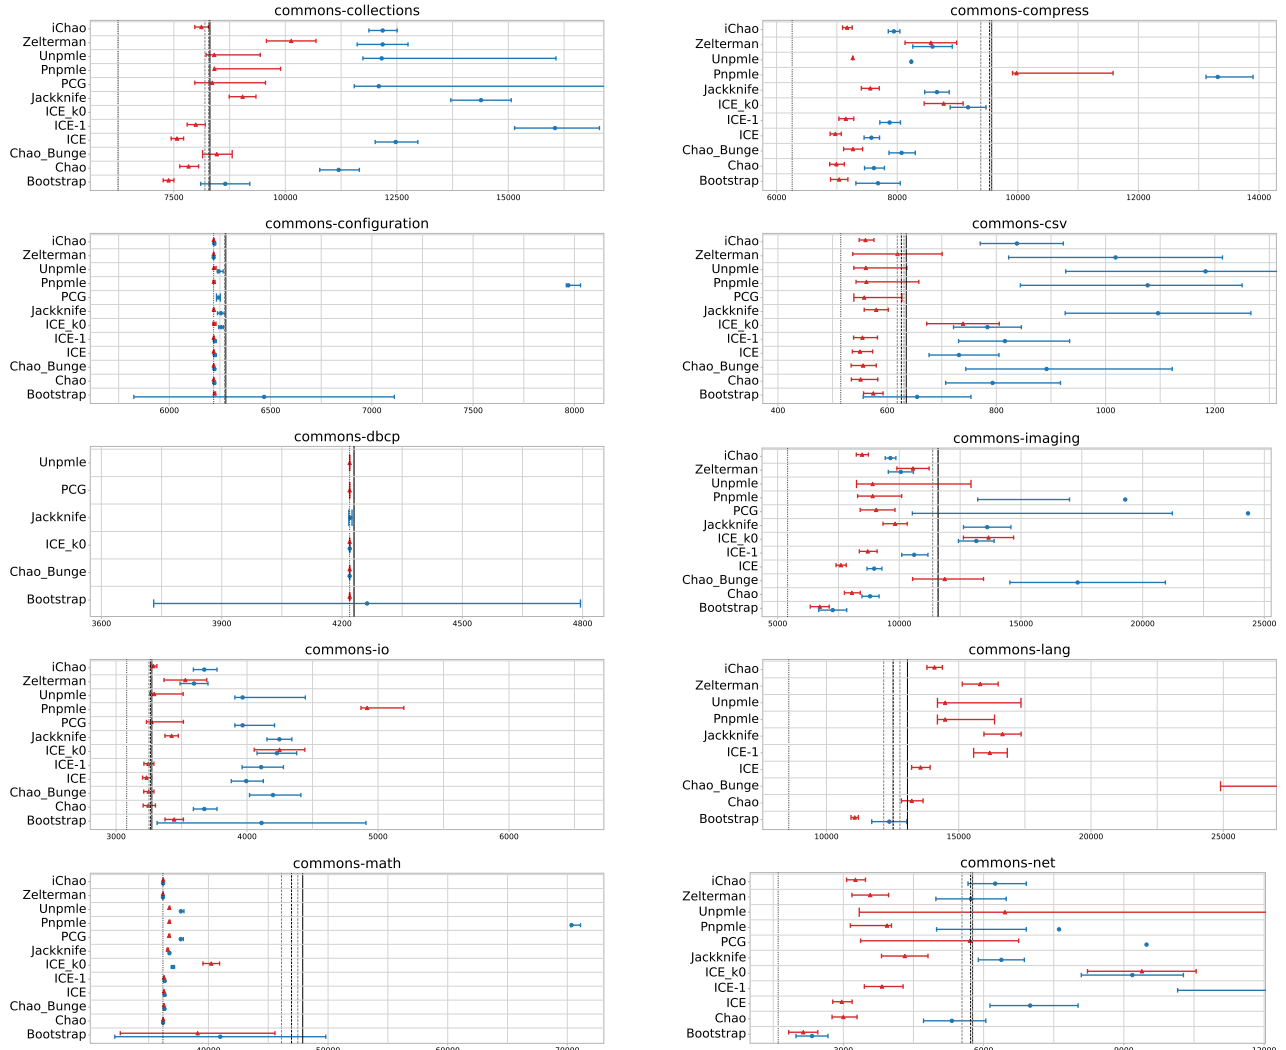 commons-collections
iChao
Zelterman
Unpmle
Pnpmle
PCG
Jackknife
ICE_k0
ICE-1
ICE
Chao_Bunge
Chao
Bootstrap
7500 10000 12500 15000
commons-compress
iChao
Zelterman
Unpmle
Pnpmle
Jackknife
ICE_k0
ICE-1
ICE
Chao_Bunge
Chao
Bootstrap
6000 8000 10000 12000 14000
commons-configuration
iChao
Zelterman
Unpmle
Pnpmle
PCG
Jackknife
ICE_k0
ICE-1
ICE
Chao_Bunge
Chao
Bootstrap
6000 6500 7000 7500 8000
commons-csv
iChao
Zelterman
Unpmle
Pnpmle
PCG
Jackknife
ICE_k0
ICE-1
ICE
Chao_Bunge
Chao
Bootstrap
400 600 800 1000 1200
commons-dbcp
Unpmle
PCG
Jackknife
ICE_k0
Chao_Bunge
Bootstrap
3600 3900 4200 4500 4800
commons-imaging
iChao
Zelterman
Unpmle
Pnpmle
PCG
Jackknife
ICE_k0
ICE-1
ICE
Chao_Bunge
Chao
Bootstrap
5000 10000 15000 20000 25000
commons-io
iChao
Zelterman
Unpmle
Pnpmle
PCG
Jackknife
ICE_k0
ICE-1
ICE
Chao_Bunge
Chao
Bootstrap
3000 4000 5000 6000
commons-lang
iChao
Zelterman
Unpmle
Pnpmle
Jackknife
ICE-1
ICE
Chao_Bunge
Chao
Bootstrap
10000 15000 20000 25000
commons-math
iChao
Zelterman
Unpmle
Pnpmle
PCG
Jackknife
ICE_k0
ICE-1
ICE
Chao_Bunge
Chao
Bootstrap
40000 50000 60000 70000
commons-net
iChao
Zelterman
Unpmle
Pnpmle
PCG
Jackknife
ICE_k0
ICE-1
ICE
Chao
Bootstrap
3000 6000 9000 12000